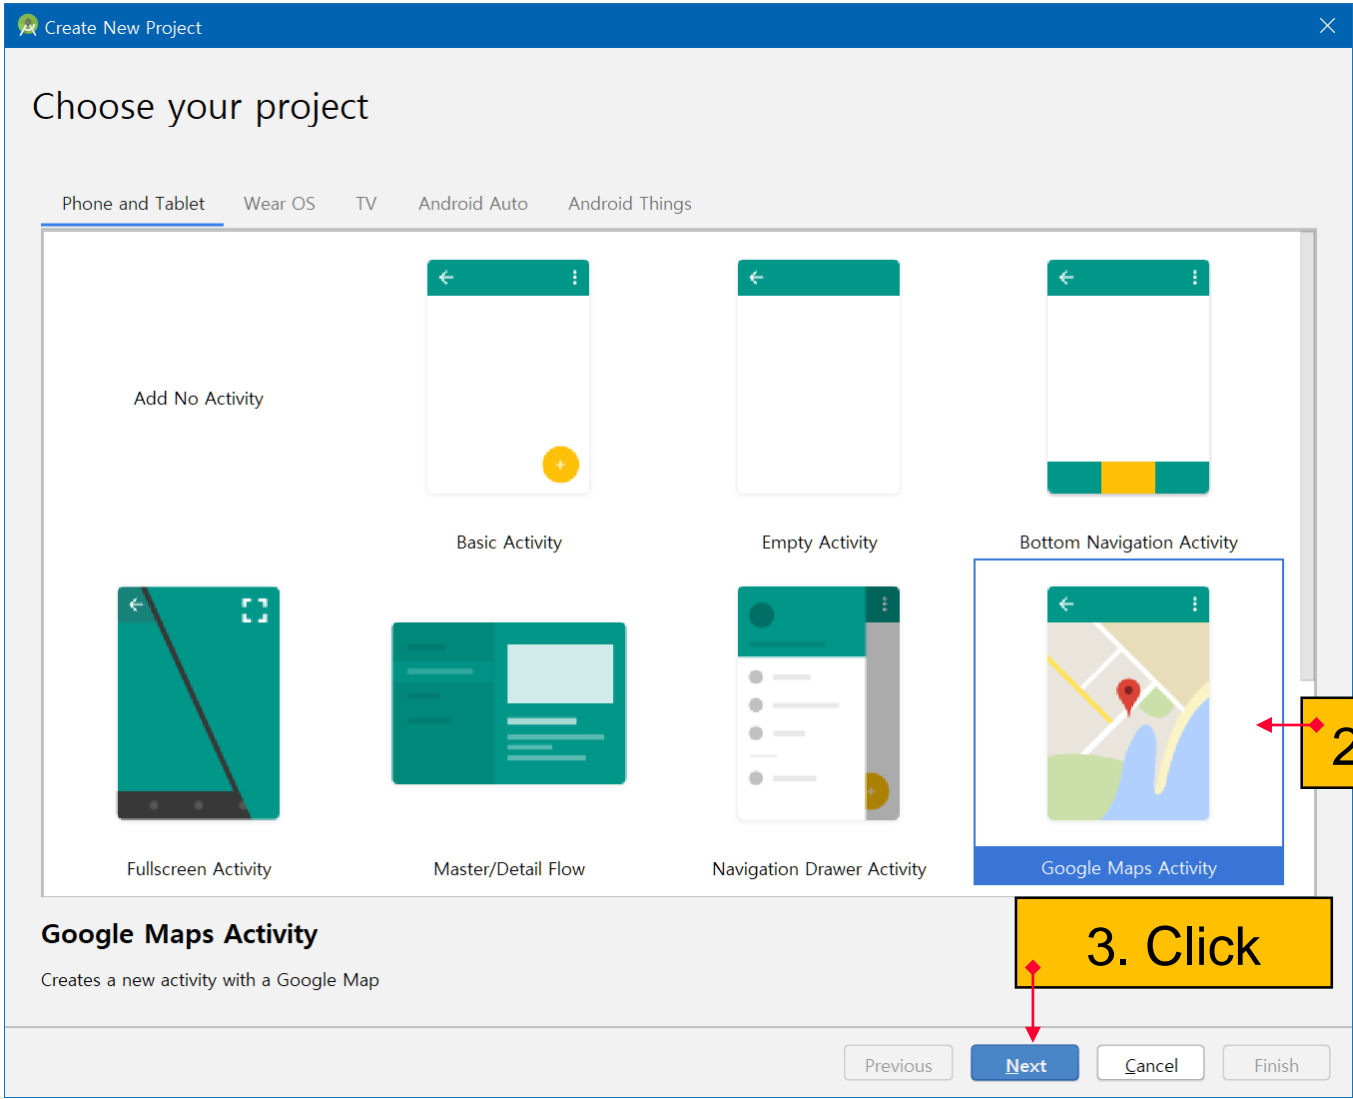 Create New Project
Choose your project
Phone and Tablet Wear OS TV Android Auto Android Things
Add No Activity
Basic Activity Empty Activity Bottom Navigation Activity
2
Fullscreen Activity Master/Detail Flow Navigation Drawer Activity Google Maps Activity
Google Maps Activity
3. Click
Creates a new activity with a Google Map
Previous Next Cancel Finish